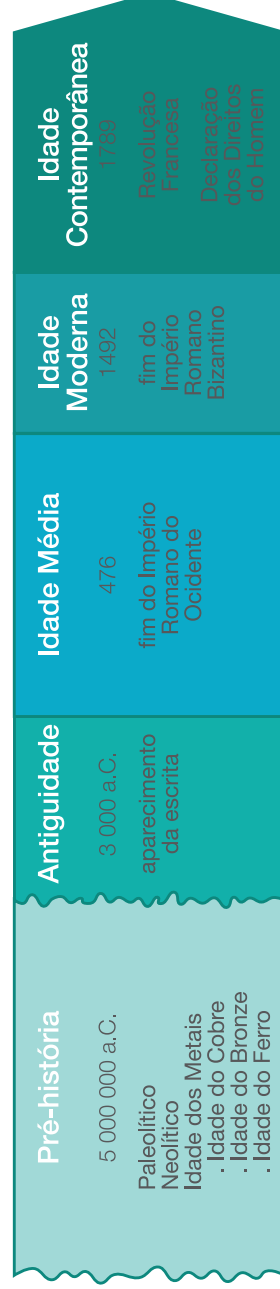 Pré-história
5 000 000 a.C.
Paleolítico
Neolítico
Idade dos Metais
. Idade do Cobre
. Idade do Bronze
. Idade do Ferro
Antiguidade
3 000 a.C.
aparecimento
da escrita
Idade Média
476
fim do Império
Romano do
Ocidente
Idade
Moderna
1492
fim do
Império
Romano
Bizantino
Idade
Contemporânea
1789
Revolução
Francesa
Declaração
dos Direitos
do Homem